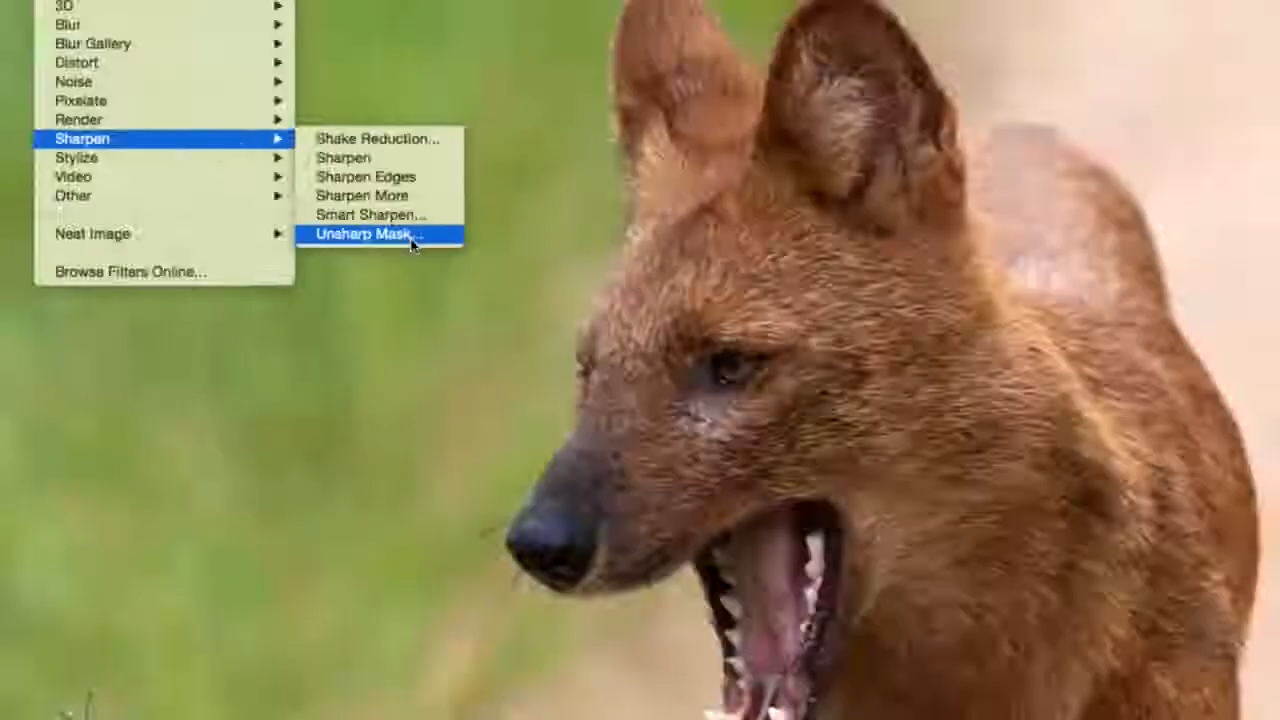 3D
Blur
Blur Gallery
Distort
Noise
Pixelate
Render
Sharpen
Stylize
Video
Other
Neat Image
Browse Filters Online...
Shake Reduction...
Sharpen
Sharpen Edges
Sharpen More
Smart Sharpen...
Unsharp Mask...